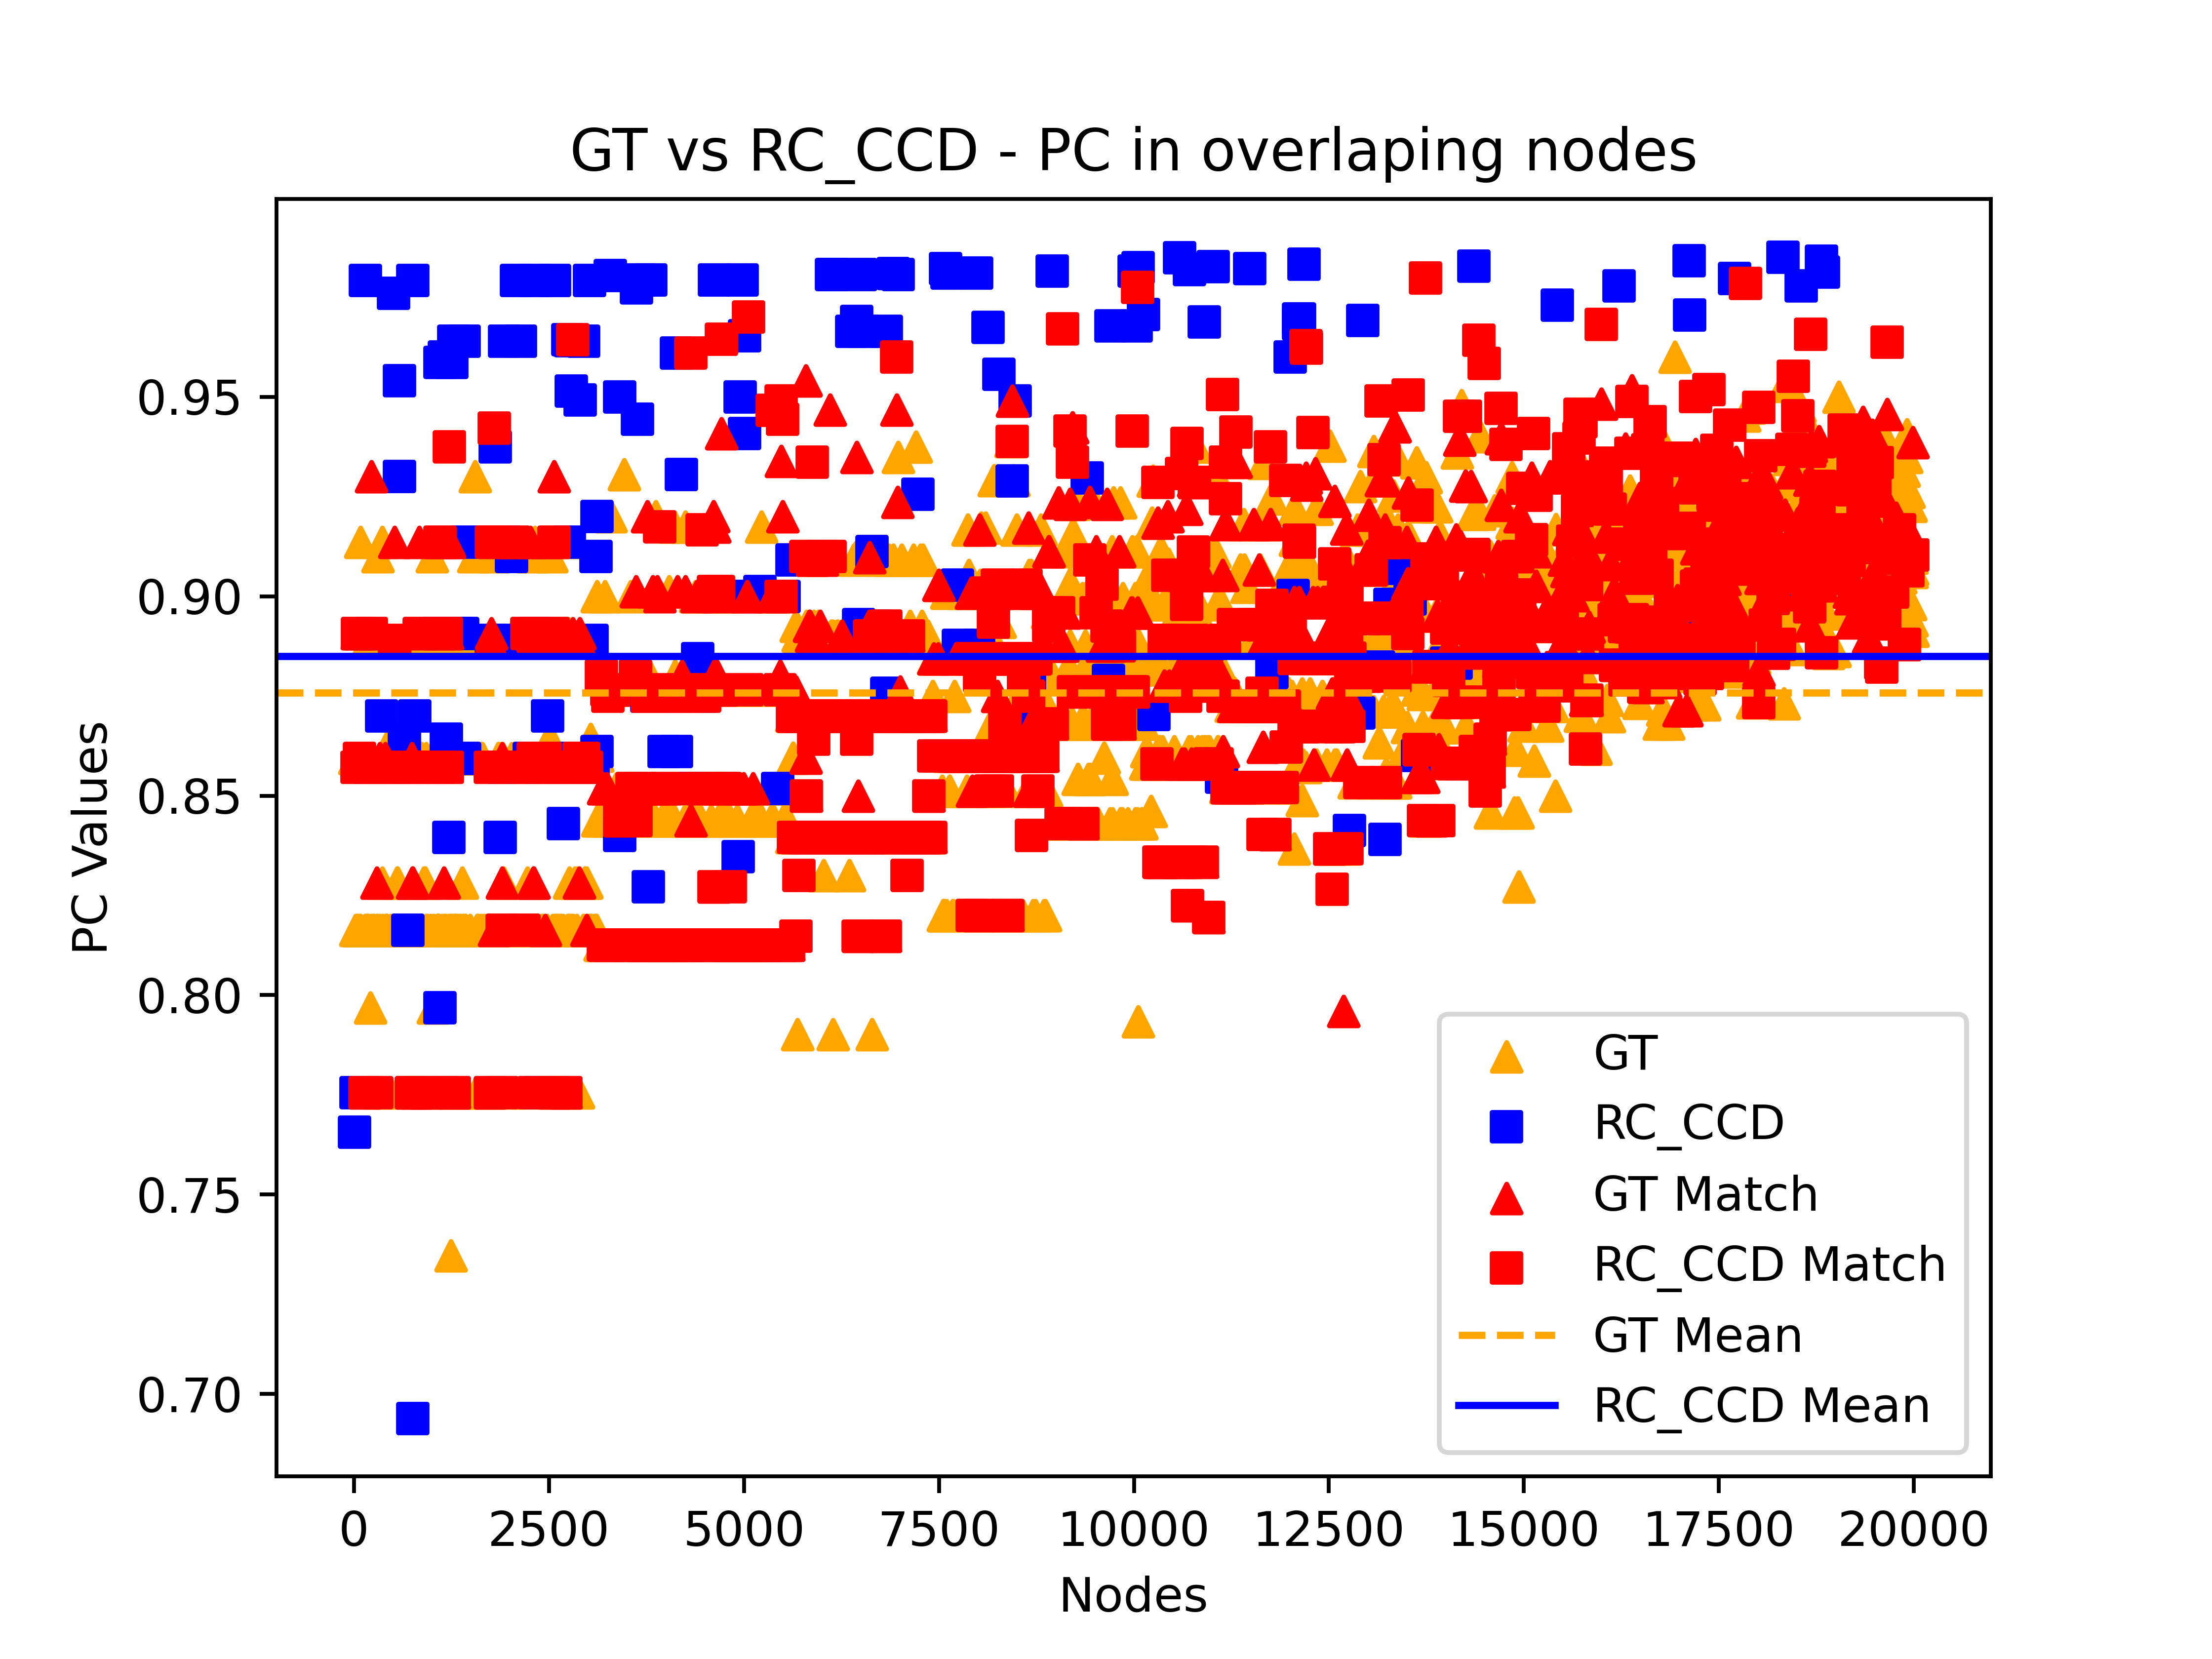 GT vs RC_CCD - PC in overlaping nodes
PC Values
0.95
0.90
0.85
0.80
0.75
0.70
GT
RC_CCD
GT Match
RC_CCD Match
GT Mean
RC_CCD Mean
0 2500 5000 7500 10000 12500 15000 17500 20000
Nodes